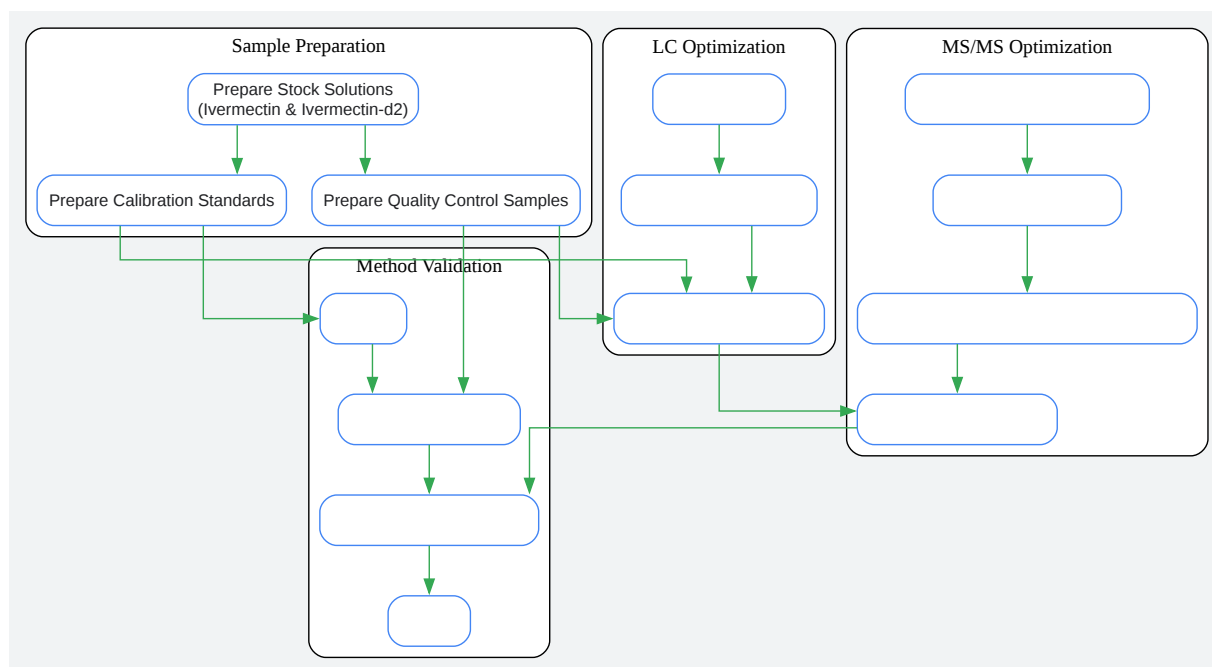 Sample Preparation
LC Optimization
MS/MS Optimization
Prepare Stock Solutions
(Ivermectin & Ivermectin-d2)
Prepare Calibration Standards
Prepare Quality Control Samples
Method Validation